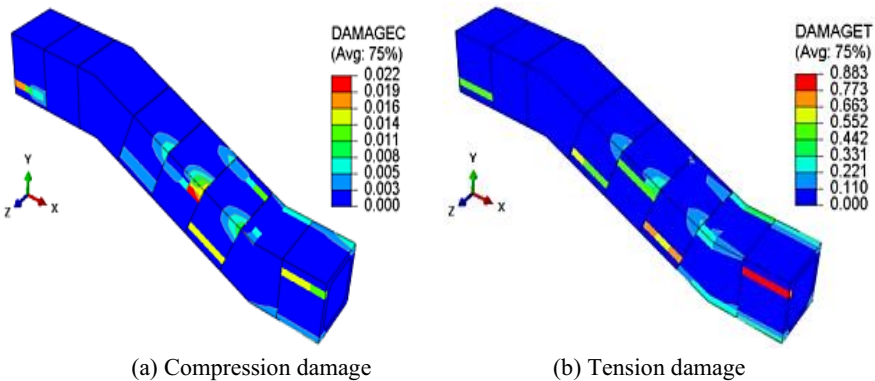 DAMAGEC
(Avg: 75%)
0.022
0.019
0.016
0.014
0.011
0.008
0.005
0.003
0.000
Y
Z X
(a) Compression damage
DAMAGET
(Avg: 75%)
0.883
0.773
0.663
0.552
0.442
0.331
0.221
0.110
0.000
Y
Z X
(b) Tension damage